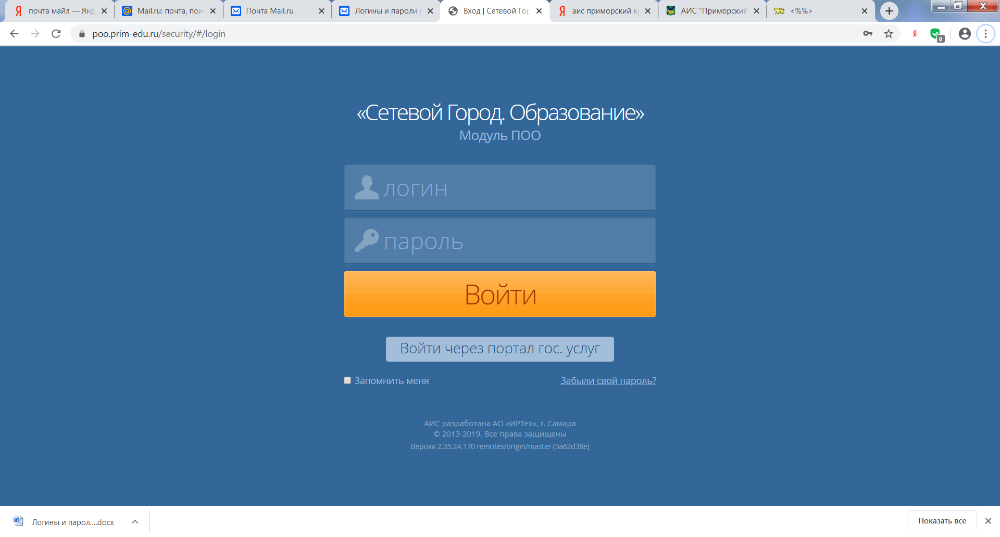 почта майл — Янд
Mail.ru: почта, пои
Почта Mail.ru
Логины и пароли п
Вход | Сетевой Гор
аис приморский к
АИС "Приморский
<%%>
poo.prim-edu.ru/security/#/login
0
«Сетевой Город. Образование»
Модуль ПОО
логин
пароль
Войти
Войти через портал гос. услуг
Запомнить меня
Забыли свой пароль?
АИС разработана АО «ИРТех», г. Самара
© 2013-2019, Все права защищены
Версия 2.35.24.170 remotes/origin/master (3a62d38e)
Логины и парол....docx
Показать все